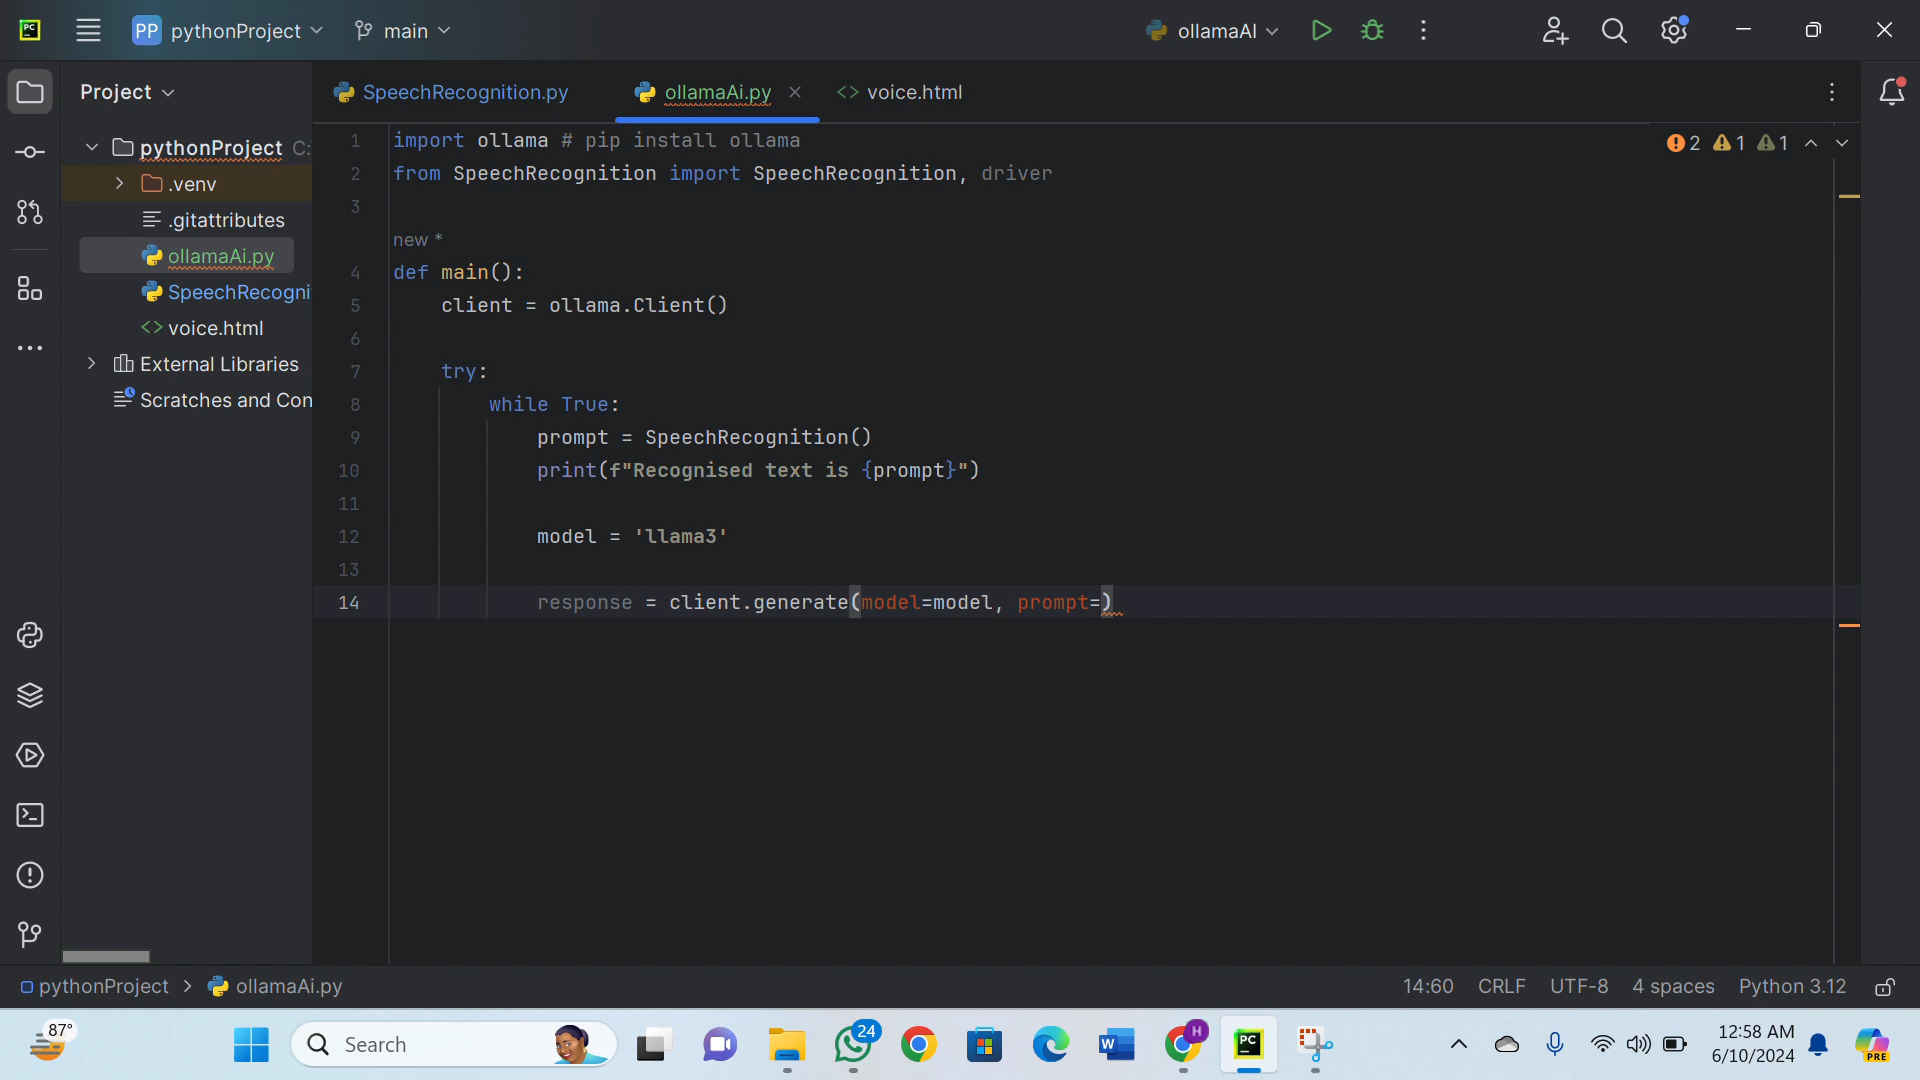 PC
PP pythonProject main ollamaAI
Project
SpeechRecognition.py ollamaAi.py <> voice.html
pythonProject C:
.venv
.gitattributes
ollamaAi.py
SpeechRecogni
<> voice.html
External Libraries
Scratches and Con
2 1 1
1 import ollama # pip install ollama
2 from SpeechRecognition import SpeechRecognition, driver
3
new *
4 def main():
5 client = ollama.Client()
6
7 try:
8 while True:
9 prompt = SpeechRecognition()
10 print(f"Recognised text is {prompt}")
11
12 model = 'llama3'
13
14 response = client.generate(model=model, prompt=)
pythonProject > ollamaAi.py
14:60 CRLF UTF-8 4 spaces Python 3.12
87°
Search
24
W
H
PC
12:58 AM
6/10/2024
PRE